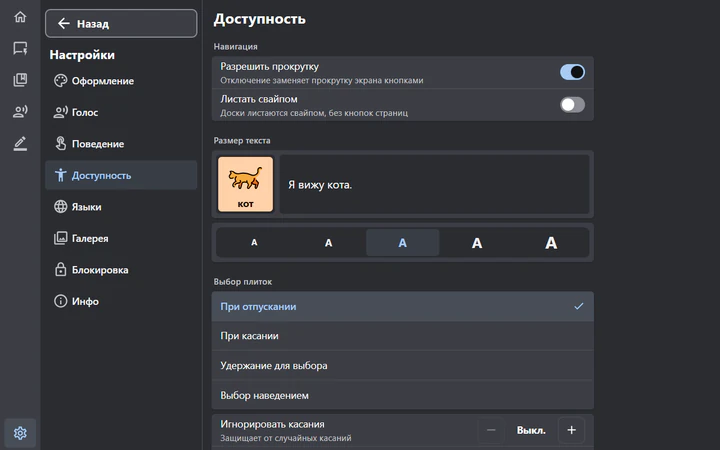 Назад
Настройки
Оформление
Голос
Поведение
Доступность
Языки
Галерея
Блокировка
Инфо
Доступность
Навигация
Разрешить прокрутку
Отключение заменяет прокрутку экрана кнопками
Листать свайпом
Доски листаются свайпом, без кнопок страниц
Размер текста
кот
Я вижу кота.
A A A A A
Выбор плиток
При отпускании
При касании
Удержание для выбора
Выбор наведением
Игнорировать касания
Защищает от случайных касаний
Выкл.